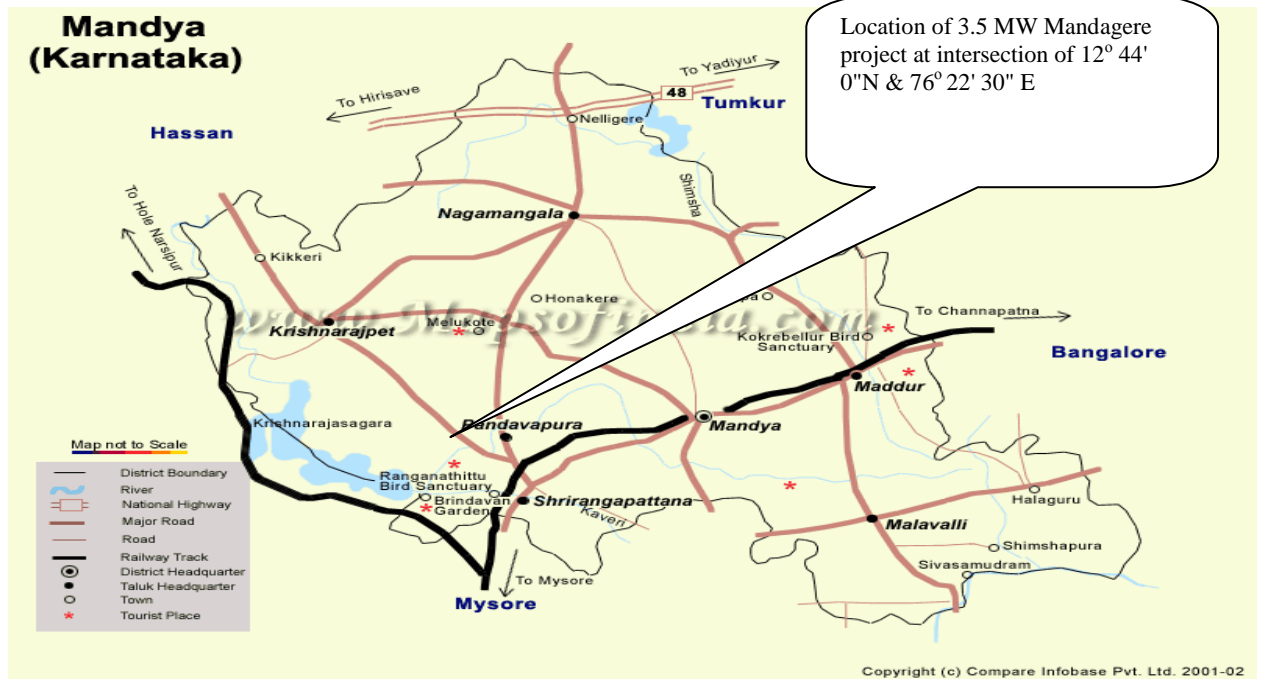 Mandya
(Karnataka)
Location of 3.5 MW Mandagere
project at intersection of 12o 44'
0"N & 76o 22' 30" E
To Yadiyur
48
Tumkur
To Hirisave
Nelligere
Hassan
Shimsha
To Hole Narsipur
Nagamangala
Kikkeri
Honakere
pa
www.Mapsofindia.com
To Channapatna
Krishnarajpet
Melukote
Kokrebellur Bird
Sanctuary
Bangalore
Maddur
Krishnarajasagara
Pandavapura
Mandya
Map not to Scale
District Boundary
River
National Highway
Major Road
Road
Railway Track
District Headquarter
Taluk Headquarter
Town
Tourist Place
Ranganathittu
Bird Sanctuary
Brindavan
Garden
Shrirangapattana
Kaveri
Halaguru
Malavalli
Shimshapura
Sivasamudram
To Mysore
Mysore
Copyright (c) Compare Infobase Pvt. Ltd. 2001-02